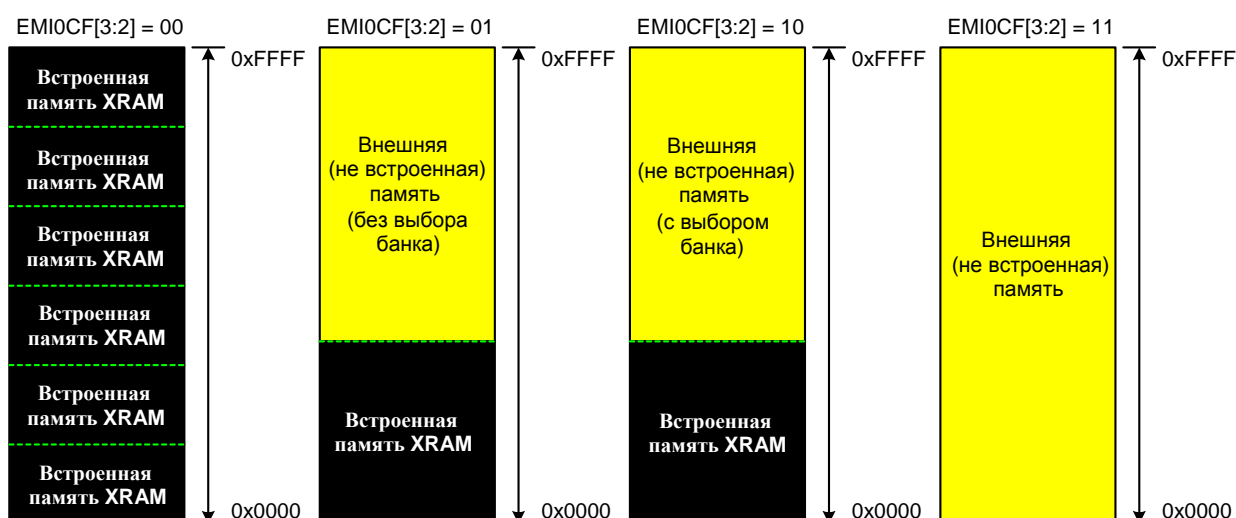 EMI0CF[3:2] = 00
0xFFFF
Встроенная
память XRAM
Встроенная
память XRAM
Встроенная
память XRAM
Встроенная
память XRAM
Встроенная
память XRAM
Встроенная
память XRAM
0x0000
EMI0CF[3:2] = 01
0xFFFF
Внешняя
(не встроенная)
память
(без выбора
банка)
Встроенная
память XRAM
0x0000
EMI0CF[3:2] = 10
0xFFFF
Внешняя
(не встроенная)
память
(с выбором
банка)
Встроенная
память XRAM
0x0000
EMI0CF[3:2] = 11
0xFFFF
Внешняя
(не встроенная)
память
0x0000